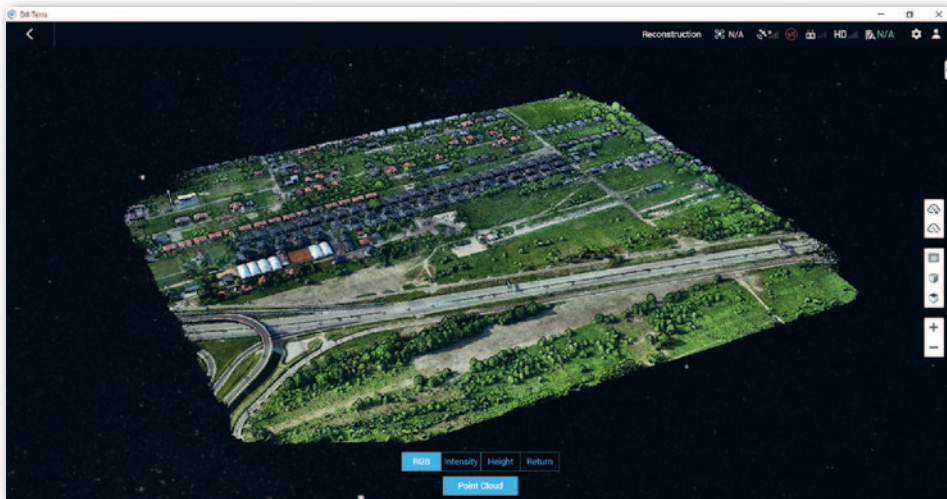 DJI Terra
Reconstruction N/A HD N/A
RGB Intensity Height Return
Point Cloud